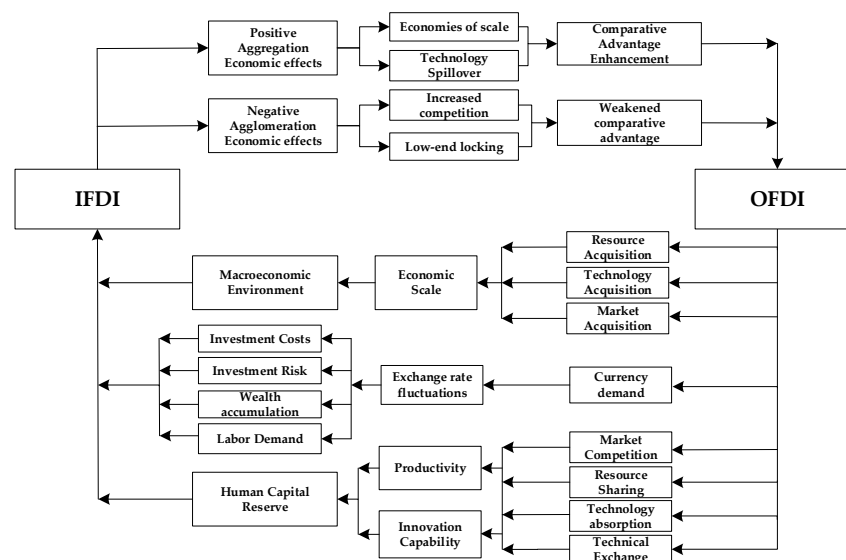 Positive
Aggregation
Economic effects
Economies of scale
Technology
Spillover
Comparative
Advantage
Enhancement
Negative
Agglomeration
Economic effects
Increased
competition
Low-end locking
Weakened
comparative
advantage
IFDI
OFDI
Macroeconomic
Environment
Economic
Scale
Resource
Acquisition
Technology
Acquisition
Market
Acquisition
Investment Costs
Investment Risk
Wealth
accumulation
Labor Demand
Exchange rate
fluctuations
Currency
demand
Human Capital
Reserve
Productivity
Innovation
Capability
Market
Competition
Resource
Sharing
Technology
absorption
Technical
Exchange